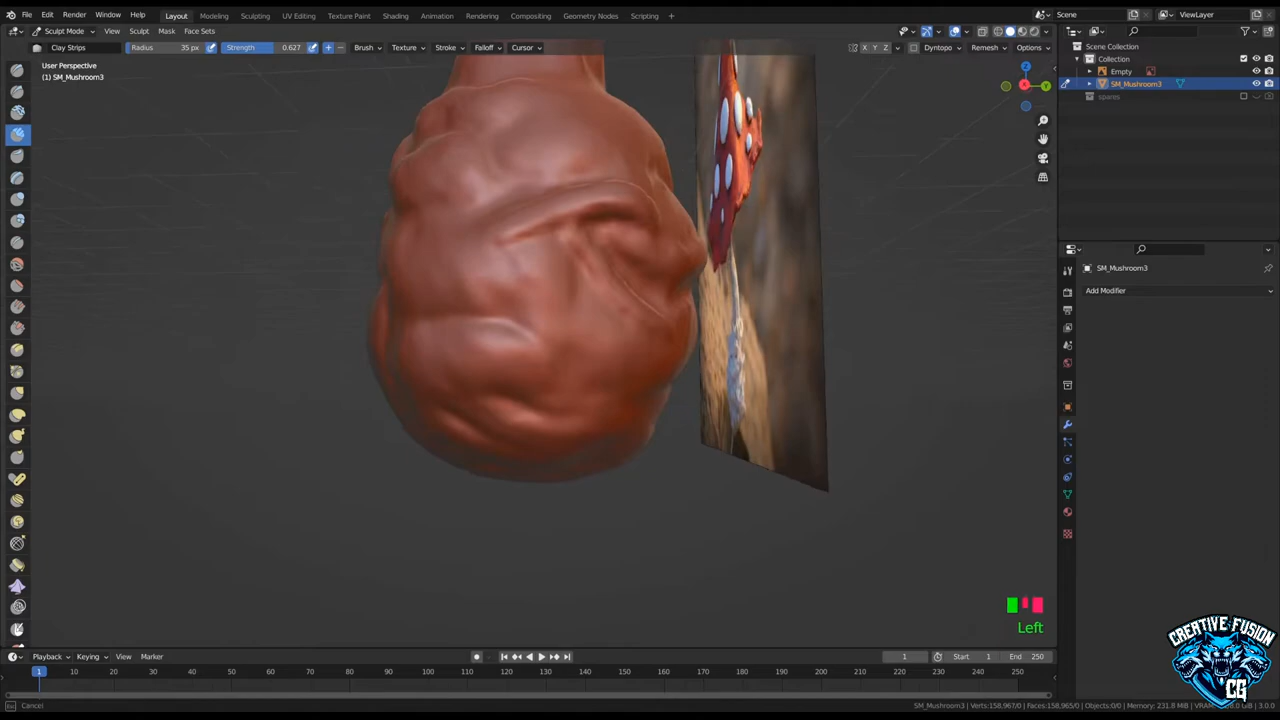 File Edit Render Window Help Layout Modeling Sculpting UV Editing Texture Paint Shading Animation Rendering Compositing Geometry Nodes Scripting + Scene ViewLayer
Sculpt Mode View Sculpt Mask Face Sets
Clay Strips Radius 35 px Strength 0.627 Brush Texture Stroke Falloff Cursor X Y Z Dyntopo Remesh Options
User Perspective
(1) SM_Mushroom3
Scene Collection
Collection
Empty
SM_Mushroom3
spares
Z
Y
X
SM_Mushroom3
Add Modifier
Left
Playback Keying View Marker 1 Start 1 End 250
1 10 20 30 40 50 60 70 80 90 100 110 120 130 140 150 160 170 180 190 200 210 220 230 240 250
Cancel
SM_Mushroom3 | Verts:158,967/0 | Faces:158,965/0 | Objects:0/0 | Memory: 231.8 MiB | VRAM:
3.0.0
CREATIVE FUSION
CG